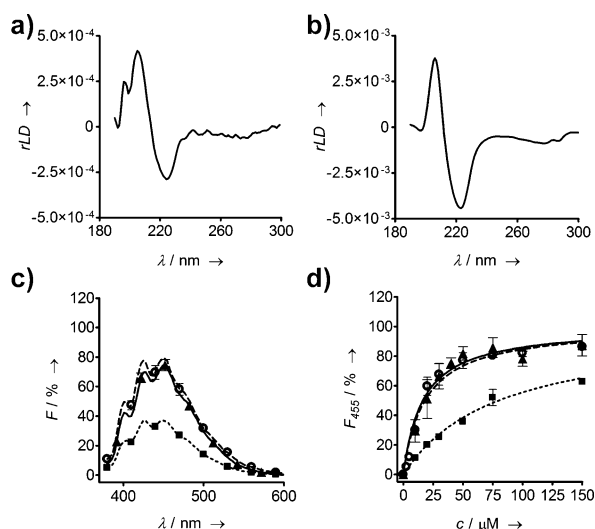 a)
5.0×10⁻⁴
2.5×10⁻⁴
0
-2.5×10⁻⁴
-5.0×10⁻⁴
rLD →
180 220 260 300
λ / nm →
b)
5.0×10⁻³
2.5×10⁻³
0
-2.5×10⁻³
-5.0×10⁻³
rLD →
180 220 260 300
λ / nm →
c)
120
100
80
60
40
20
0
F / % →
400 500 600
λ / nm →
d)
120
100
80
60
40
20
0
F₄₅₅ / % →
0 25 50 75 100 125 150
c / μM →